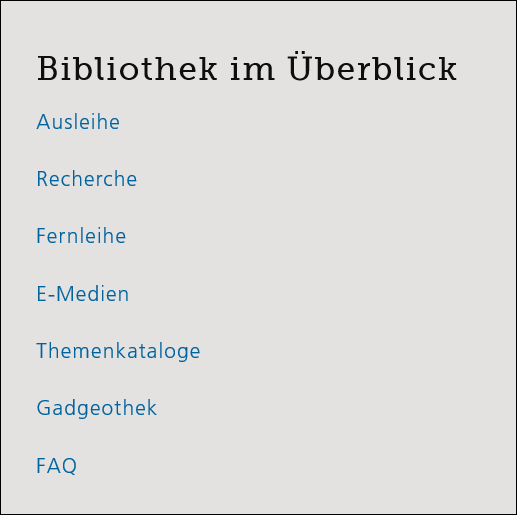 Bibliothek im Überblick
Ausleihe
Recherche
Fernleihe
E-Medien
Themenkataloge
Gadgeothek
FAQ